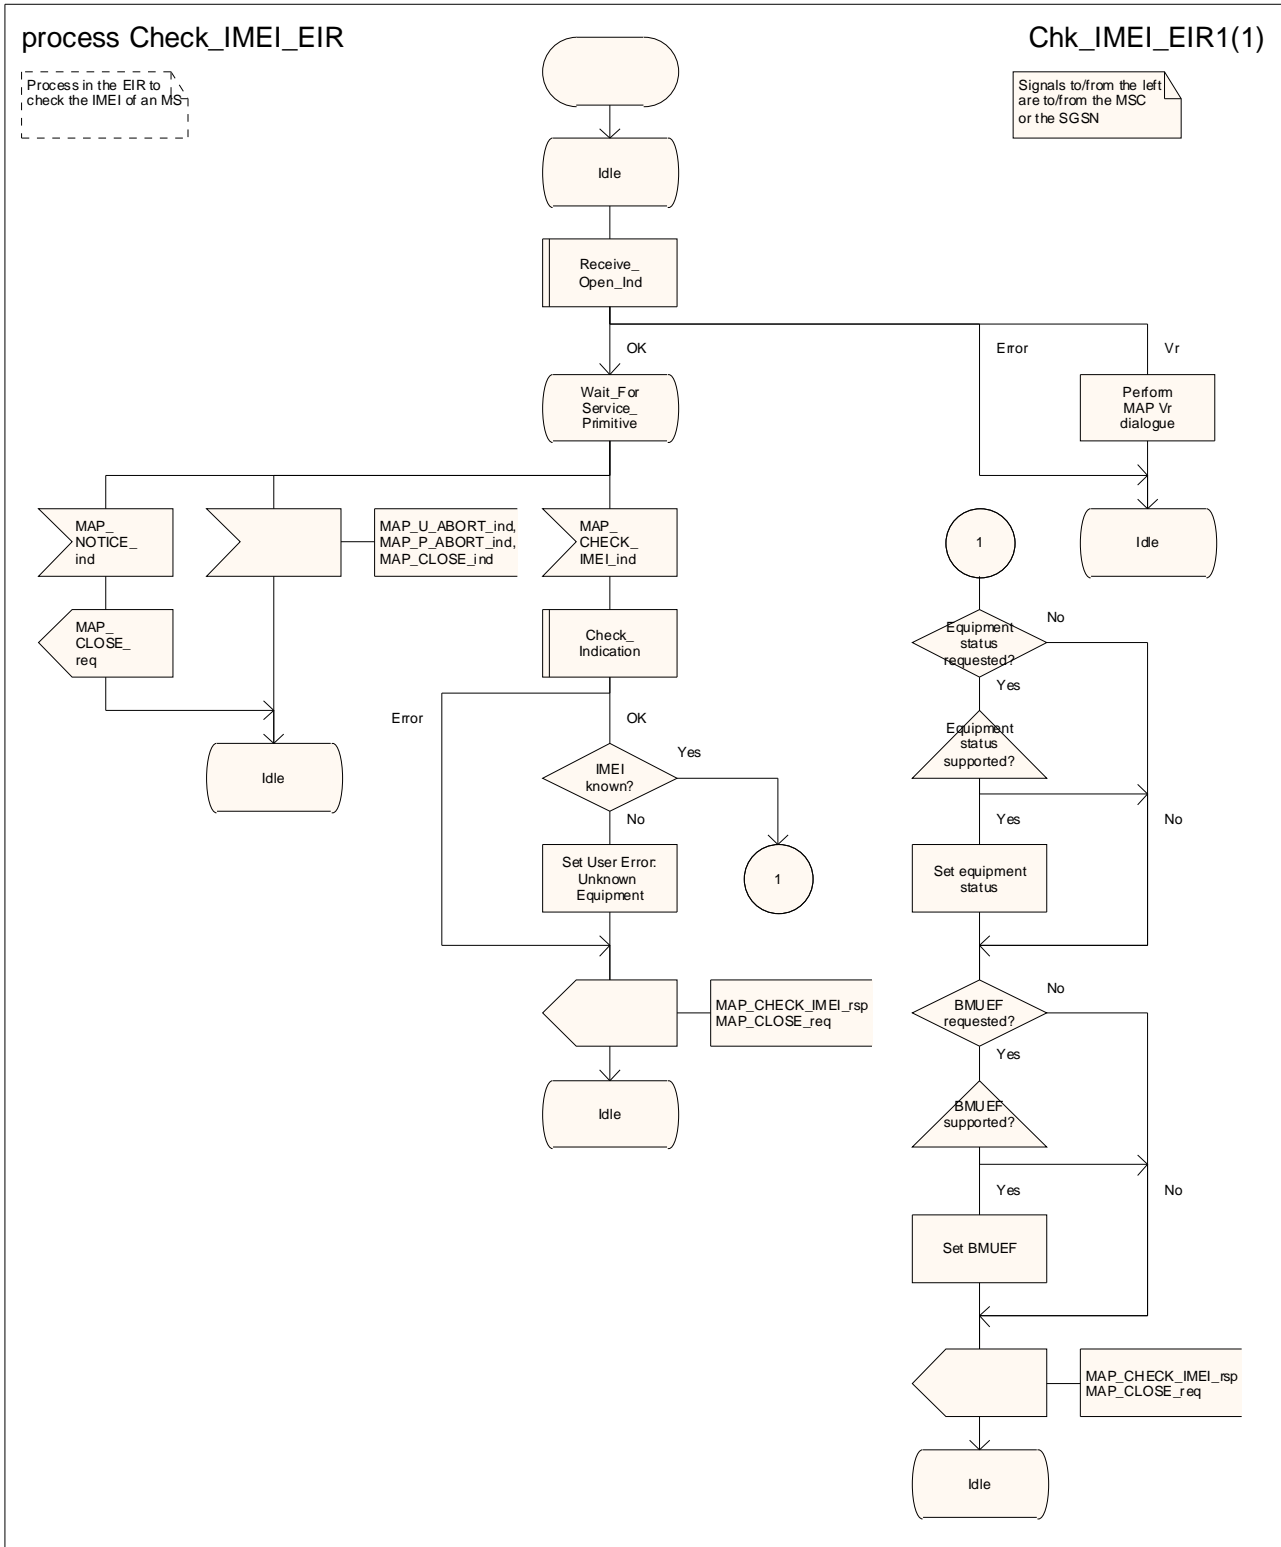 process Check_IMEI_EIR
Chk_IMEI_EIR1(1)
Process in the EIR to
check the IMEI of an MS
Signals to/from the left
are to/from the MSC
or the SGSN
Idle
Receive_
Open_Ind
OK
Error
Vr
Wait_For
Service_
Primitive
Perform
MAP Vr
dialogue
MAP_
NOTICE_
ind
MAP_U_ABORT_ind,
MAP_P_ABORT_ind,
MAP_CLOSE_ind
MAP_
CHECK_
IMEI_ind
1
Idle
MAP_
CLOSE_
req
Check_
Indication
Equipment
status
requested?
No
Yes
Error
OK
Idle
IMEI
known?
Yes
No
Equipment
status
supported?
Yes
No
Set User Error:
Unknown
Equipment
1
Set equipment
status
MAP_CHECK_IMEI_rsp
MAP_CLOSE_req
BMUEF
requested?
No
Yes
Idle
BMUEF
supported?
Yes
No
Set BMUEF
MAP_CHECK_IMEI_rsp
MAP_CLOSE_req
Idle